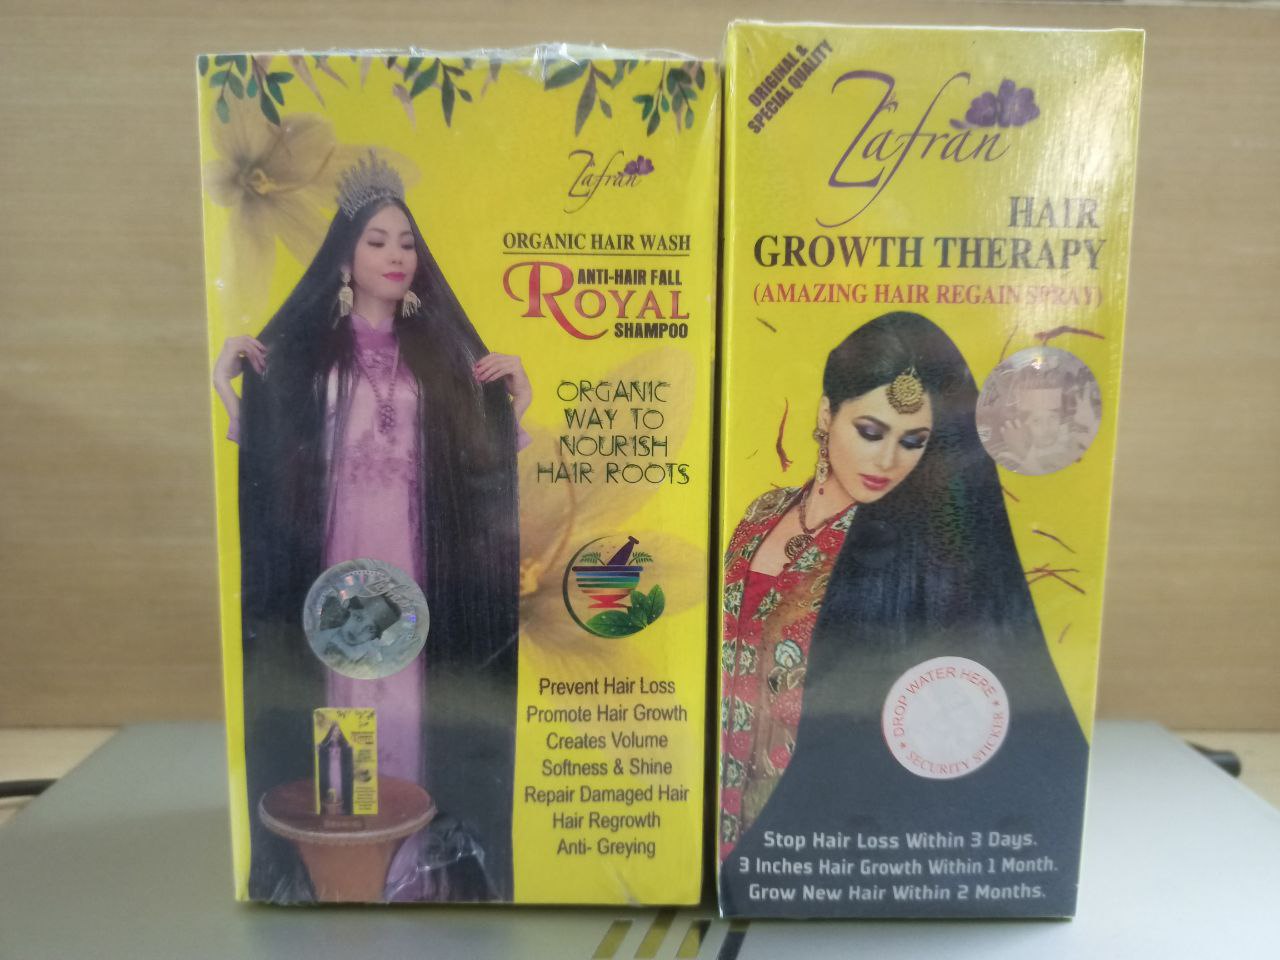 Zafran
ORGANIC HAIR WASH
ANTI-HAIR FALL
ROYAL
SHAMPOO
ORGANIC
WAY TO
NOURISH
HAIR ROOTS
Prevent Hair Loss
Promote Hair Growth
Creates Volume
Softness & Shine
Repair Damaged Hair
Hair Regrowth
Anti- Greying
ORIGINAL &
SPECIAL QUALITY
Zafran
HAIR
GROWTH THERAPY
(AMAZING HAIR REGAIN SPRAY)
DROP WATER HERE
SECURITY STICKER
Stop Hair Loss Within 3 Days.
3 Inches Hair Growth Within 1 Month.
Grow New Hair Within 2 Months.